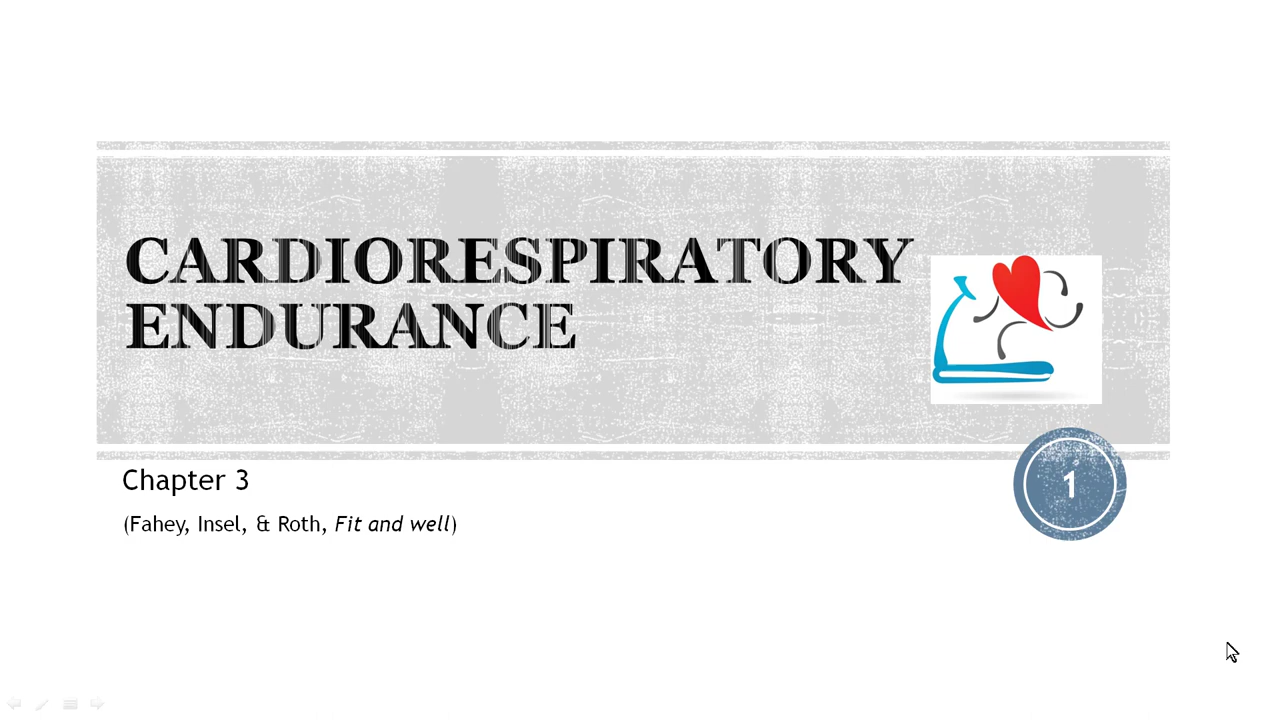 CARDIORESPIRATORY
ENDURANCE
Chapter 3
(Fahey, Insel, & Roth, Fit and well)
1